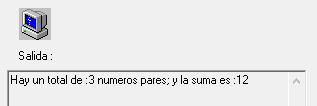 Salida :
Hay un total de :3 numeros pares; y la suma es :12